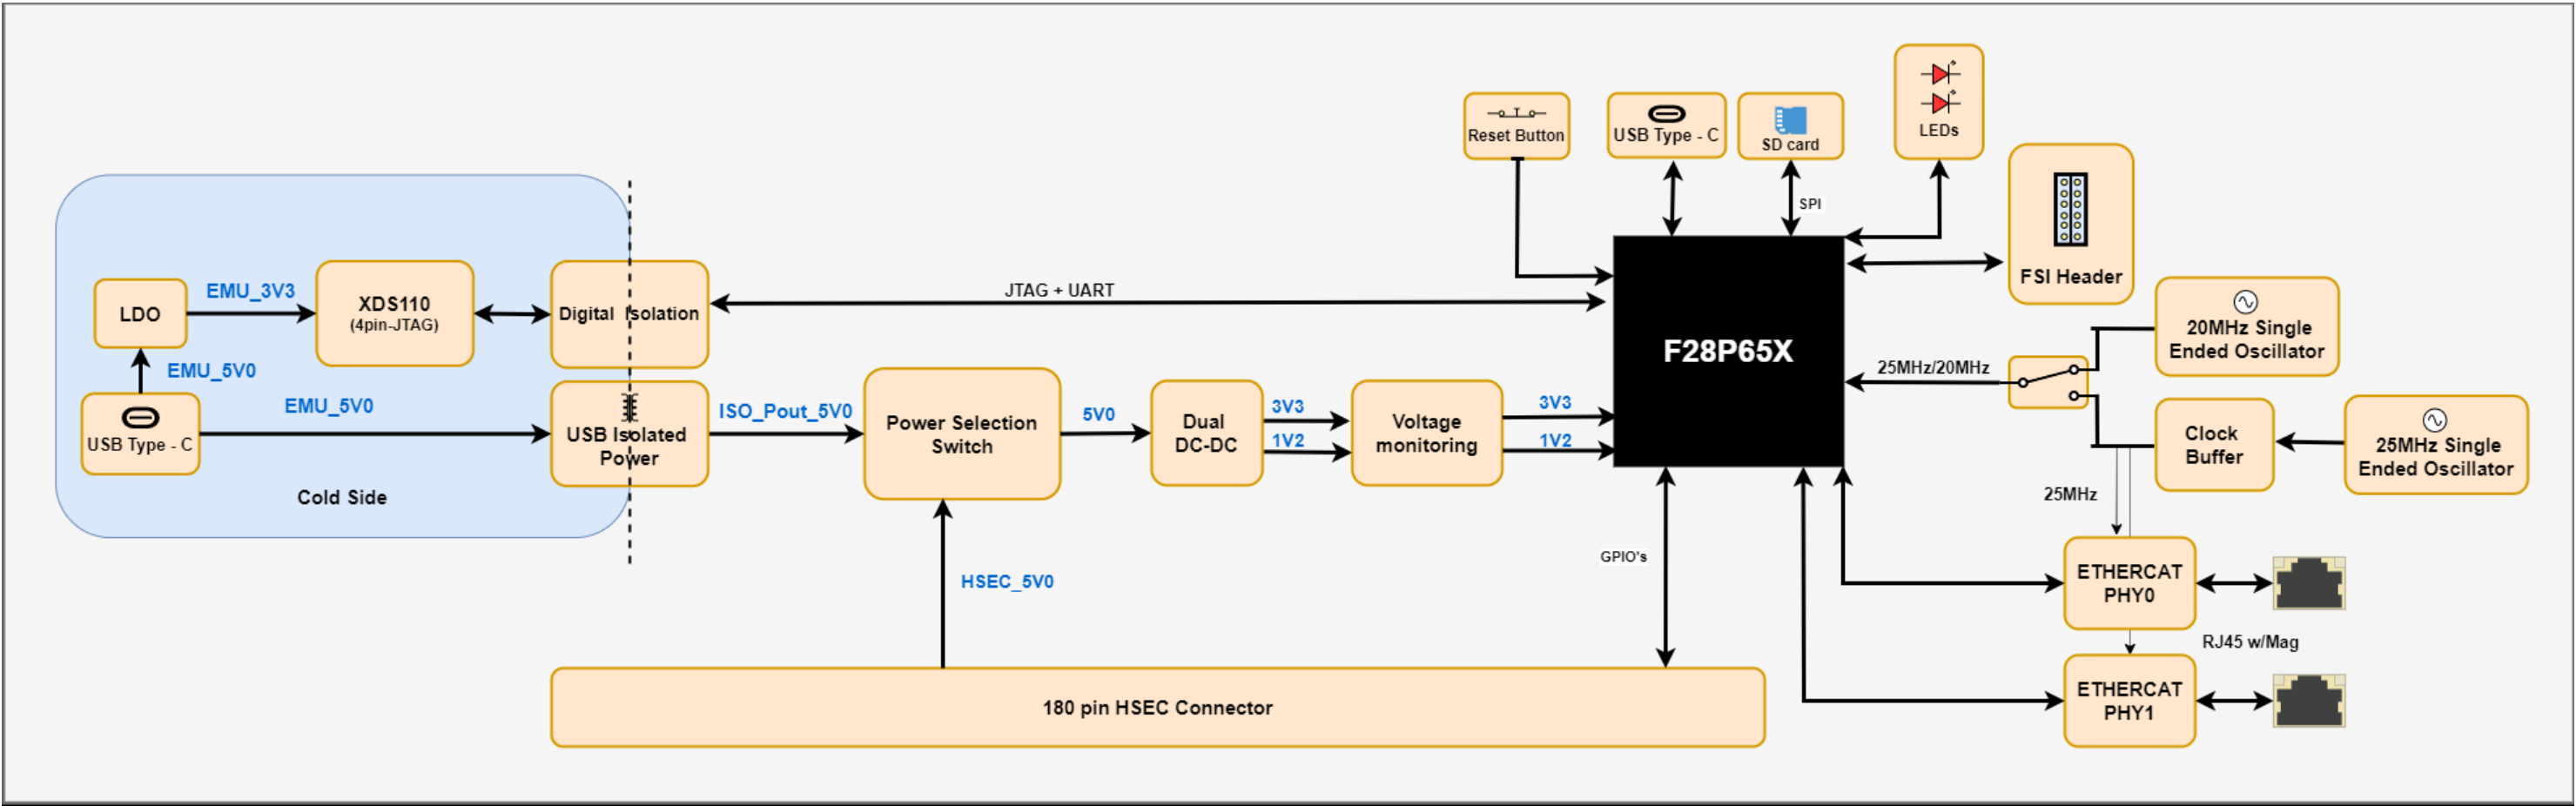 LEDs
Reset Button
USB Type - C
SD card
SPI
FSI Header
LDO
EMU_3V3
XDS110
(4pin-JTAG)
Digital Isolation
JTAG + UART
F28P65X
20MHz Single
Ended Oscillator
EMU_5V0
25MHz/20MHz
USB Type - C
EMU_5V0
USB Isolated
Power
ISO_Pout_5V0
Power Selection
Switch
5V0
Dual
DC-DC
3V3
1V2
Voltage
monitoring
3V3
1V2
Clock
Buffer
25MHz Single
Ended Oscillator
Cold Side
25MHz
GPIO's
HSEC_5V0
ETHERCAT
PHY0
RJ45 w/Mag
ETHERCAT
PHY1
180 pin HSEC Connector